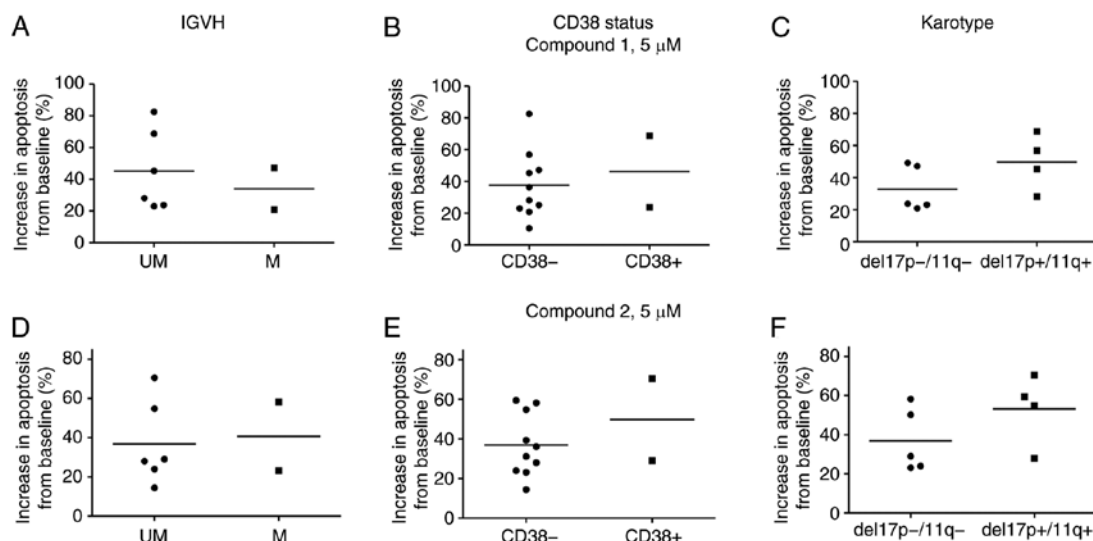 A
IGVH
B
CD38 status
Compound 1, 5 μM
C
Karotype
Increase in apoptosis
from baseline (%)
100
80
60
40
20
0
UM
M
Increase in apoptosis
from baseline (%)
100
80
60
40
20
0
CD38−
CD38+
Increase in apoptosis
from baseline (%)
100
80
60
40
20
0
del17p−/11q−
del17p+/11q+
D
E
Compound 2, 5 μM
F
Increase in apoptosis
from baseline (%)
80
60
40
20
0
UM
M
Increase in apoptosis
from baseline (%)
80
60
40
20
0
CD38−
CD38+
Increase in apoptosis
from baseline (%)
80
60
40
20
0
del17p−/11q−
del17p+/11q+